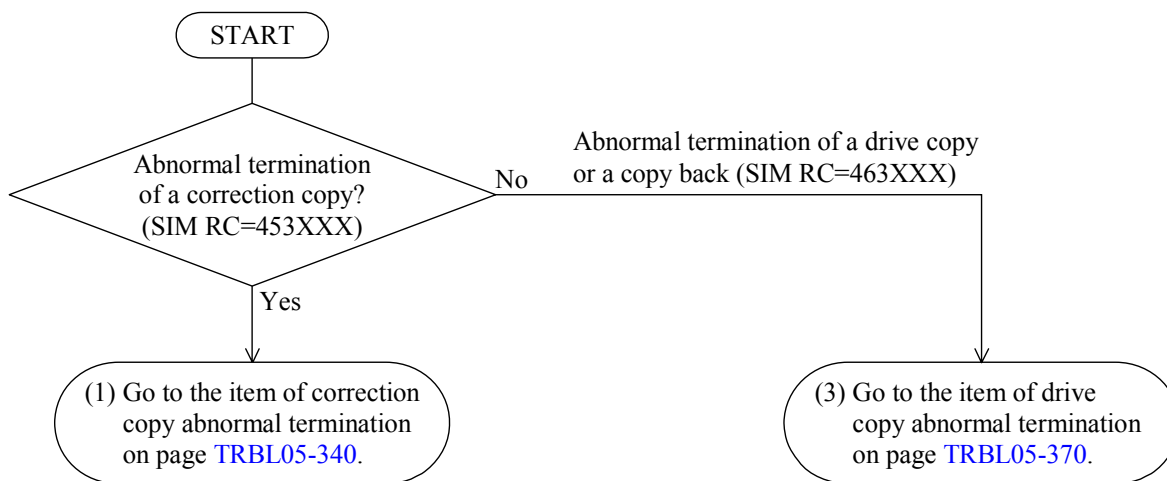 START
Abnormal termination
of a correction copy?
(SIM RC=453XXX)
No
Abnormal termination of a drive copy
or a copy back (SIM RC=463XXX)
Yes
(1) Go to the item of correction
copy abnormal termination
on page TRBL05-340.
(3) Go to the item of drive
copy abnormal termination
on page TRBL05-370.